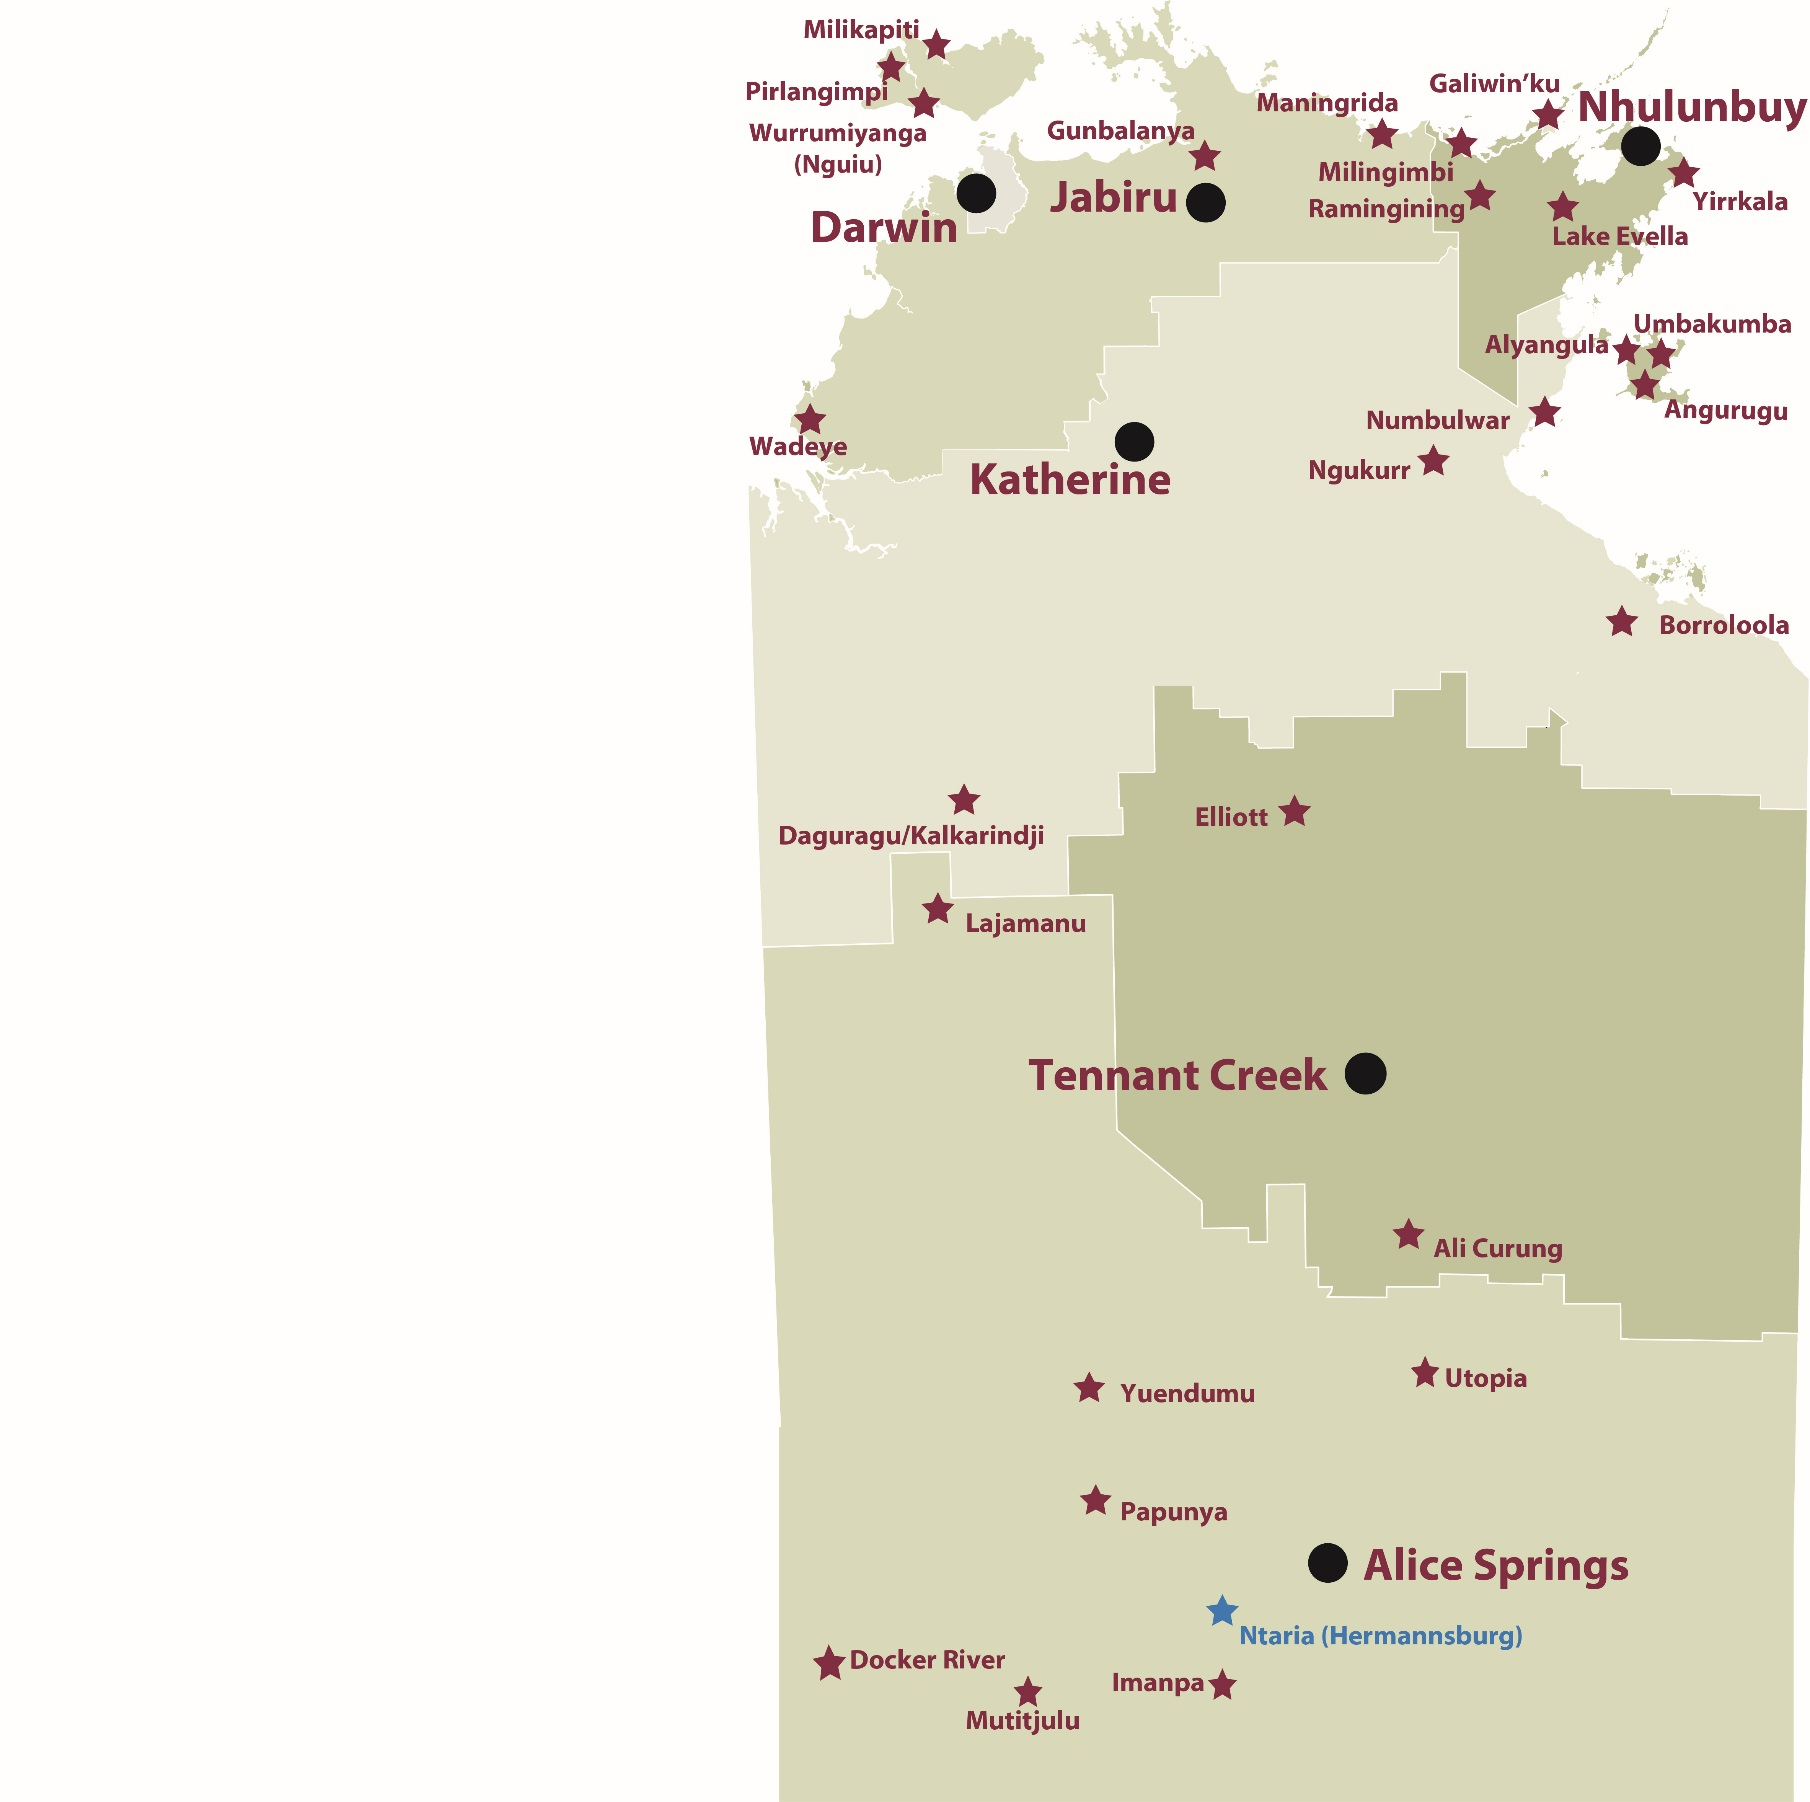 Milikapiti
Pirlangimpi
Wurrumiyanga
(Nguiu)
Darwin
Gunbalanya
Jabiru
Maningrida
Galiwin’ku
Nhulunbuy
Milingimbi
Ramingining
Yirrkala
Lake Evella
Umbakumba
Alyangula
Angurugu
Numbulwar
Ngukurr
Wadeye
Katherine
Borroloola
Daguragu/Kalkarindji
Elliott
Lajamanu
Tennant Creek
Ali Curung
Utopia
Yuendumu
Papunya
Alice Springs
Ntaria (Hermannsburg)
Docker River
Imanpa
Mutitjulu